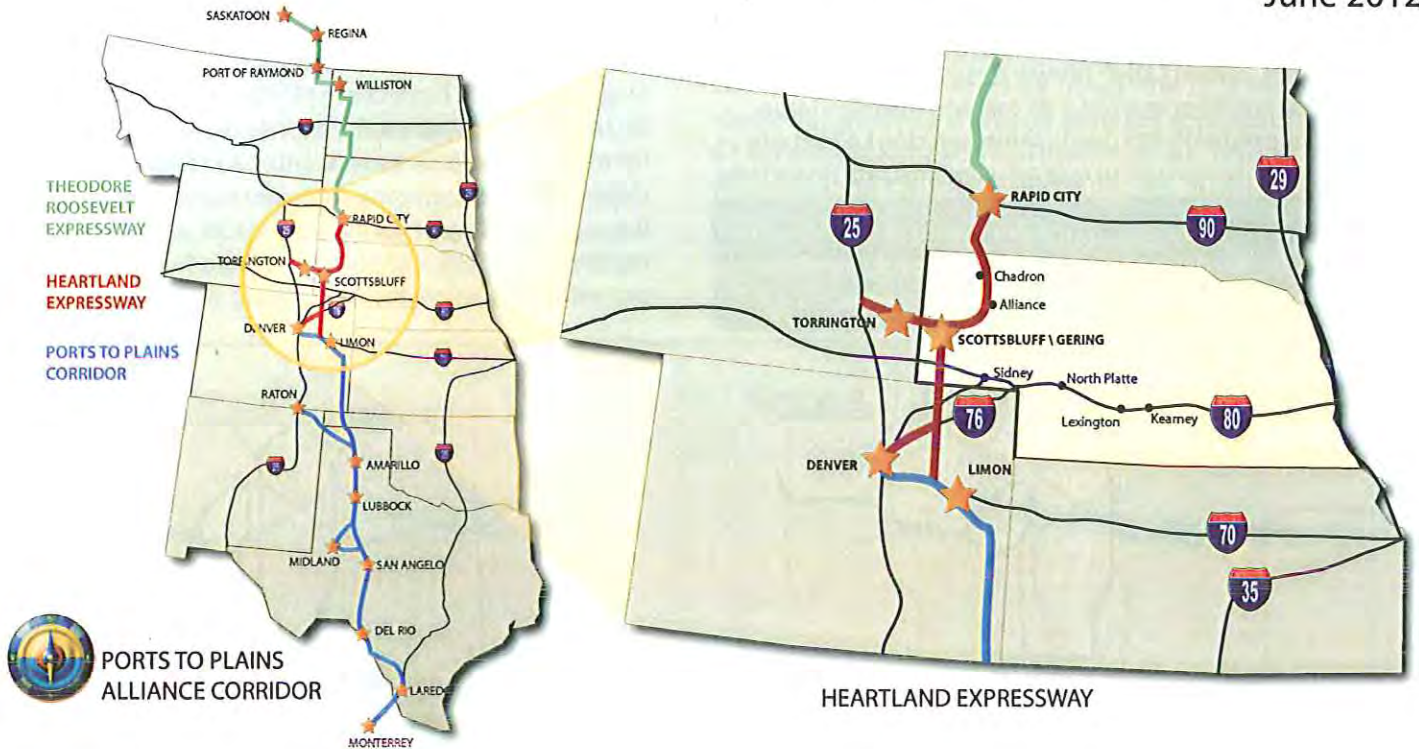 June 2012
SASKATOON
REGINA
PORT OF RAYMOND
WILLISTON
THEODORE
ROOSEVELT
EXPRESSWAY
HEARTLAND
EXPRESSWAY
PORTS TO PLAINS
CORRIDOR
25
RAPID CITY
TORRINGTON
SCOTTSBLUFF
DENVER
LIMON
RATON
AMARILLO
LUBBOCK
MIDLAND
SAN ANGELO
DEL RIO
LAREDO
MONTERREY
PORTS TO PLAINS
ALLIANCE CORRIDOR
29
RAPID CITY
25
90
Chadron
Alliance
TORRINGTON
SCOTTSBLUFF \ GERING
Sidney
North Platte
76
Lexington
Kearney
80
DENVER
LIMON
70
35
HEARTLAND EXPRESSWAY